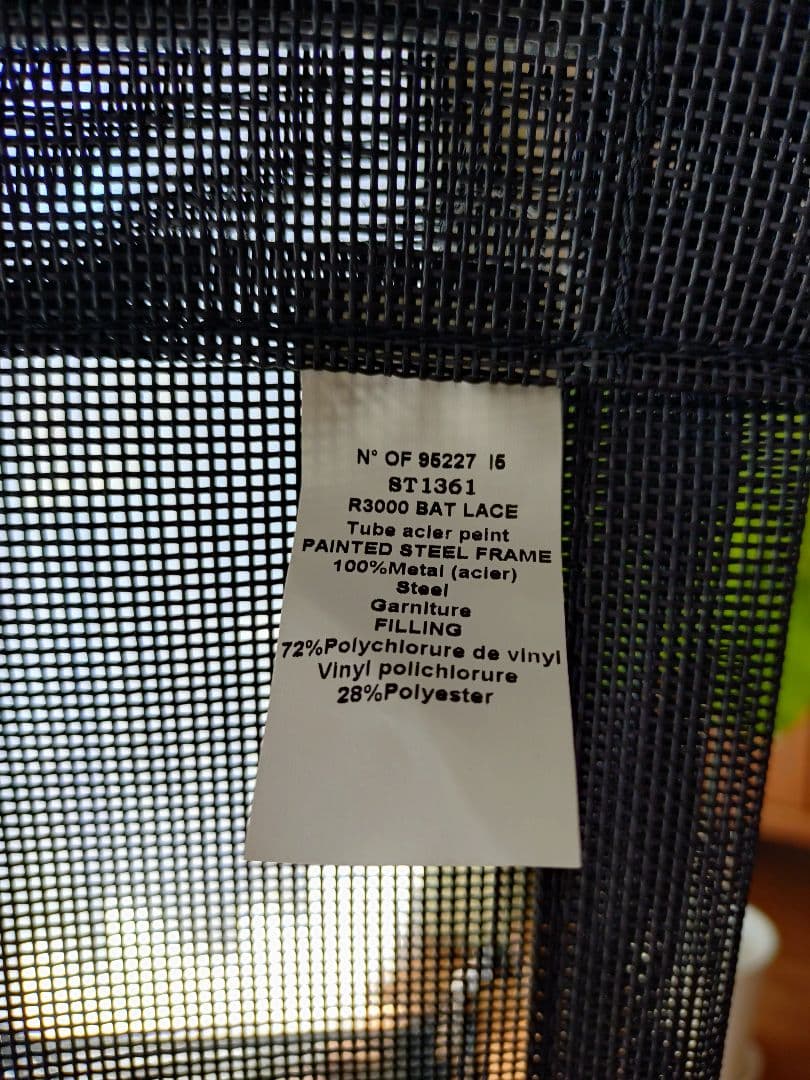 N° OF 95227 15
ST1361
R3000 BAT LACE
Tube acier peint
PAINTED STEEL FRAME
100%Metal (acier)
Steel
Garniture
FILLING
72%Polychlorure de vinyl
Vinyl polichlorure
28%Polyester